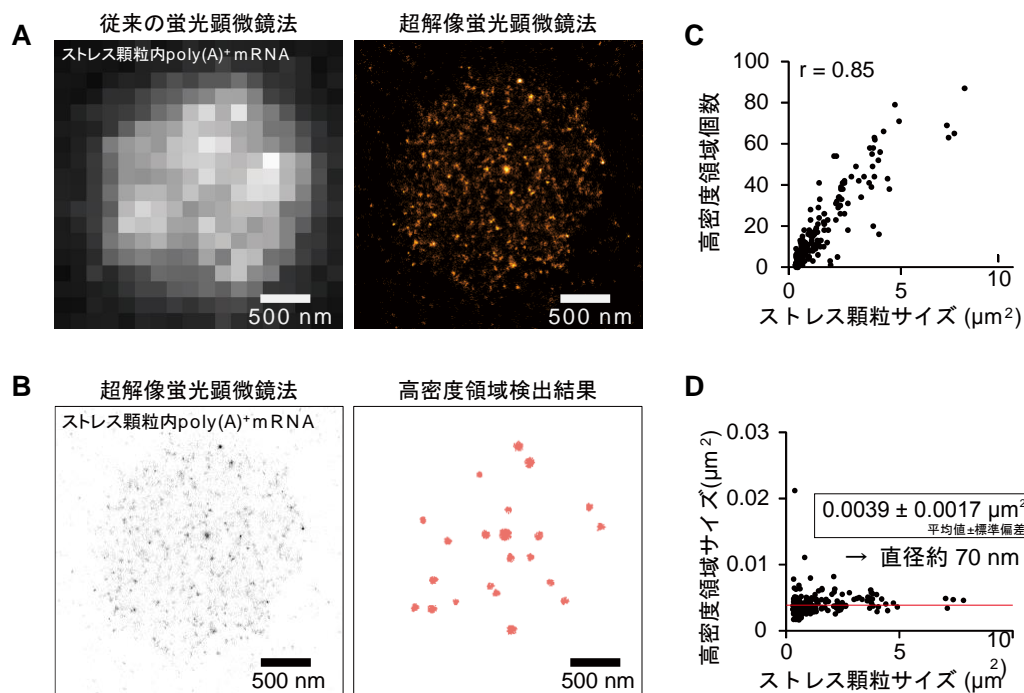 A
従来の蛍光顕微鏡法
ストレス顆粒内poly(A)⁺mRNA
500 nm
超解像蛍光顕微鏡法
500 nm
B
超解像蛍光顕微鏡法
ストレス顆粒内poly(A)⁺mRNA
500 nm
高密度領域検出結果
500 nm
C
r = 0.85
高密度領域個数
100
80
60
40
20
0
0
5
10
ストレス顆粒サイズ (μm²)
D
高密度領域サイズ(μm²)
0.03
0.02
0.01
0
0.0039 ± 0.0017 μm²
平均値±標準偏差
→ 直径約 70 nm
0
5
10
ストレス顆粒サイズ (μm²)